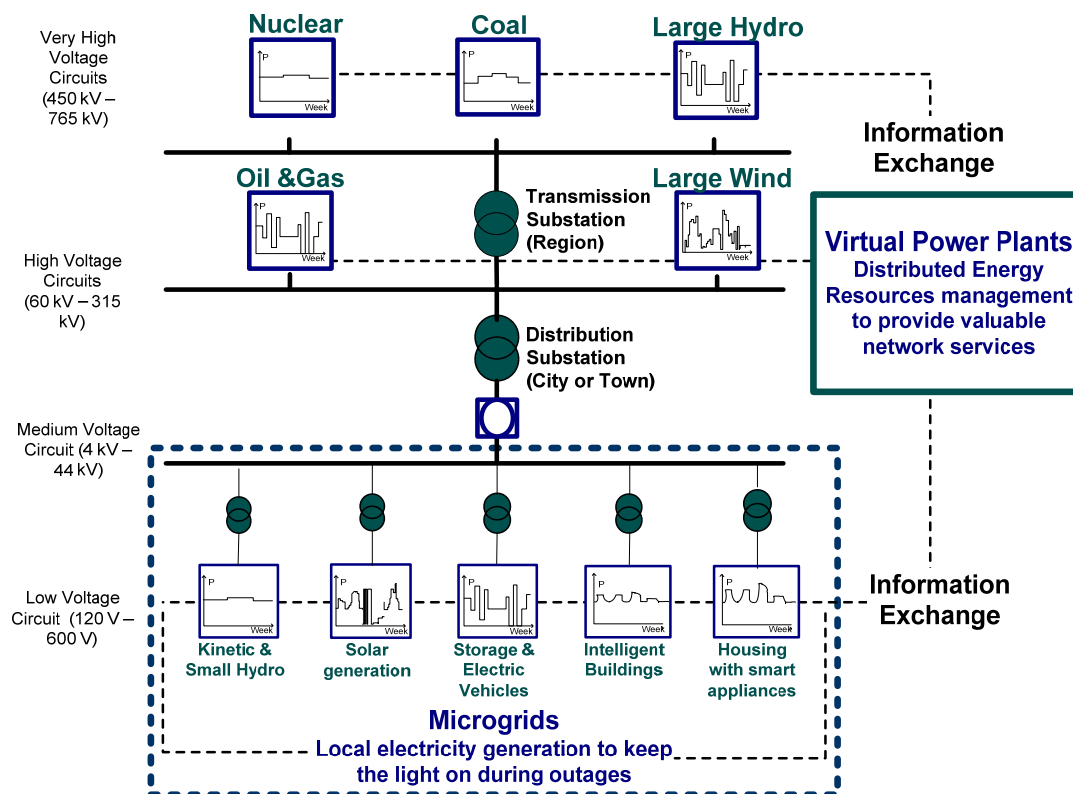 Nuclear
Coal
Large Hydro
Very High
Voltage
Circuits
(450 kV –
765 kV)
P
Week
P
Week
P
Week
Information
Exchange
Oil &Gas
Large Wind
P
Week
P
Week
Transmission
Substation
(Region)
Virtual Power Plants
Distributed Energy
Resources management
to provide valuable
network services
High Voltage
Circuits
(60 kV – 315
kV)
Distribution
Substation
(City or Town)
Medium Voltage
Circuit (4 kV –
44 kV)
Low Voltage
Circuit (120 V –
600 V)
P
Week
P
Week
P
Week
P
Week
P
Week
Information
Exchange
Kinetic &
Small Hydro
Solar
generation
Storage &
Electric
Vehicles
Intelligent
Buildings
Housing
with smart
appliances
Microgrids
Local electricity generation to keep
the light on during outages